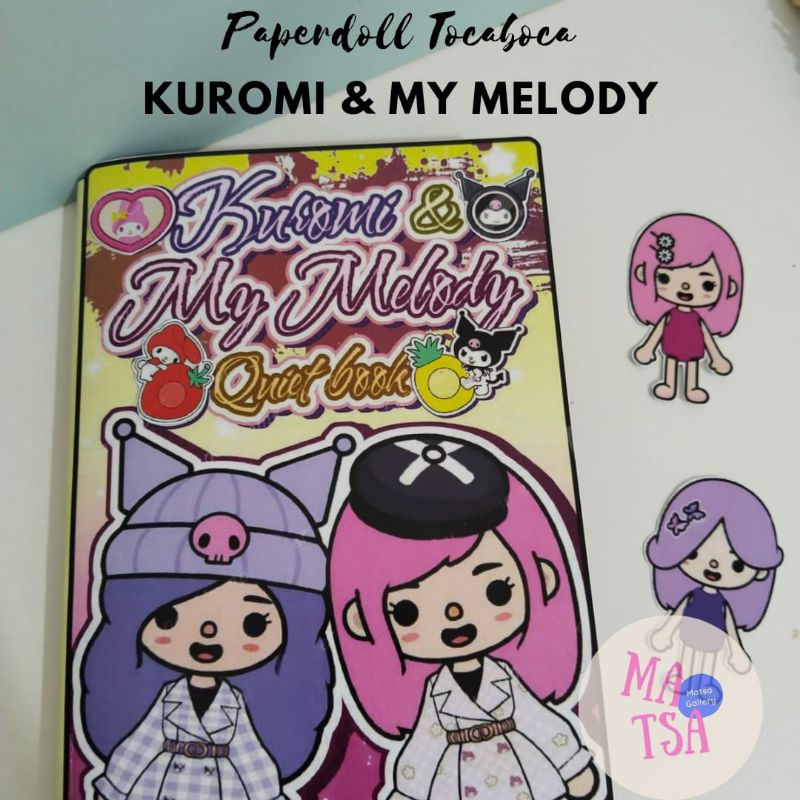 Paperdoll Tocaboca
KUROMI & MY MELODY
Kuromi &
My Melody
Quiet book
MA
TSA
Matsa
Gallery